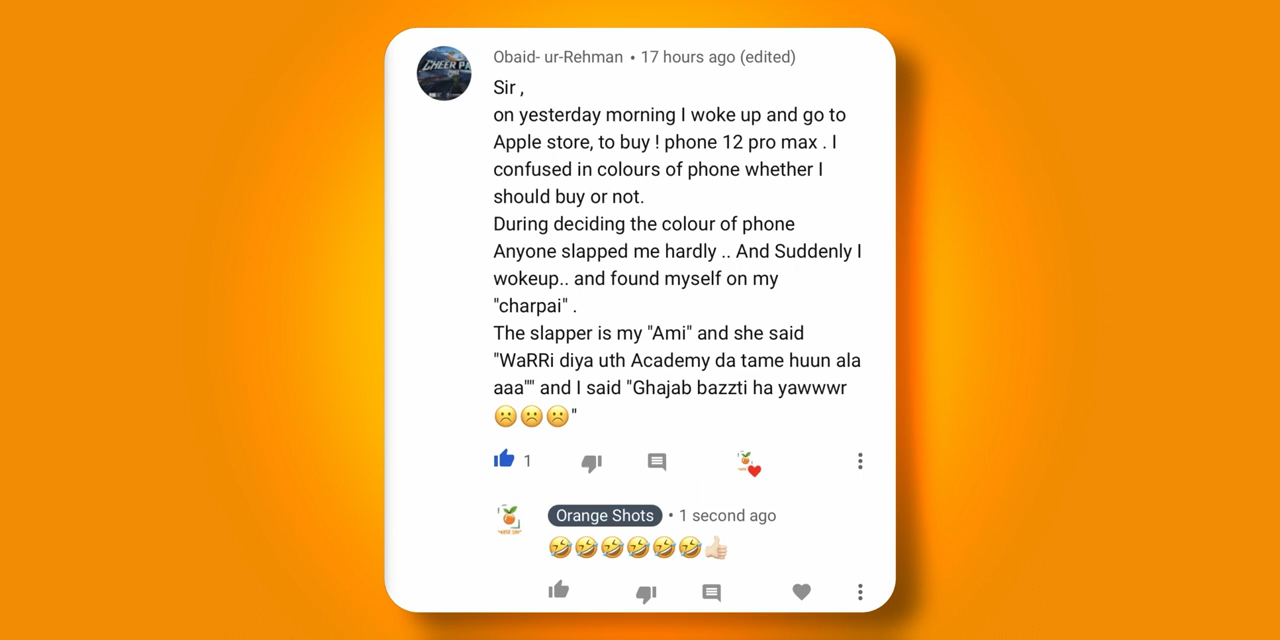 Obaid- ur-Rehman • 17 hours ago (edited)
Sir ,
on yesterday morning I woke up and go to
Apple store, to buy ! phone 12 pro max . I
confused in colours of phone whether I
should buy or not.
During deciding the colour of phone
Anyone slapped me hardly .. And Suddenly I
wokeup.. and found myself on my
"charpai" .
The slapper is my "Ami" and she said
"WaRRi diya uth Academy da tame huun ala
aaa"" and I said "Ghajab bazzti ha yawwwr
☹️☹️☹️"
1
Orange Shots • 1 second ago
🤣🤣🤣🤣🤣🤣👍🏻